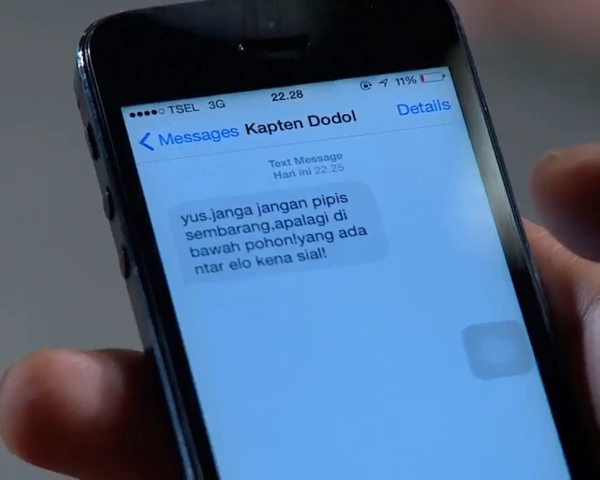 TSEL 3G 22.28 11%
Messages Kapten Dodol Details
Text Message
Hari ini 22.25
yus.janga jangan pipis
sembarang,apalagi di
bawah pohon!yang ada
ntar elo kena sial!